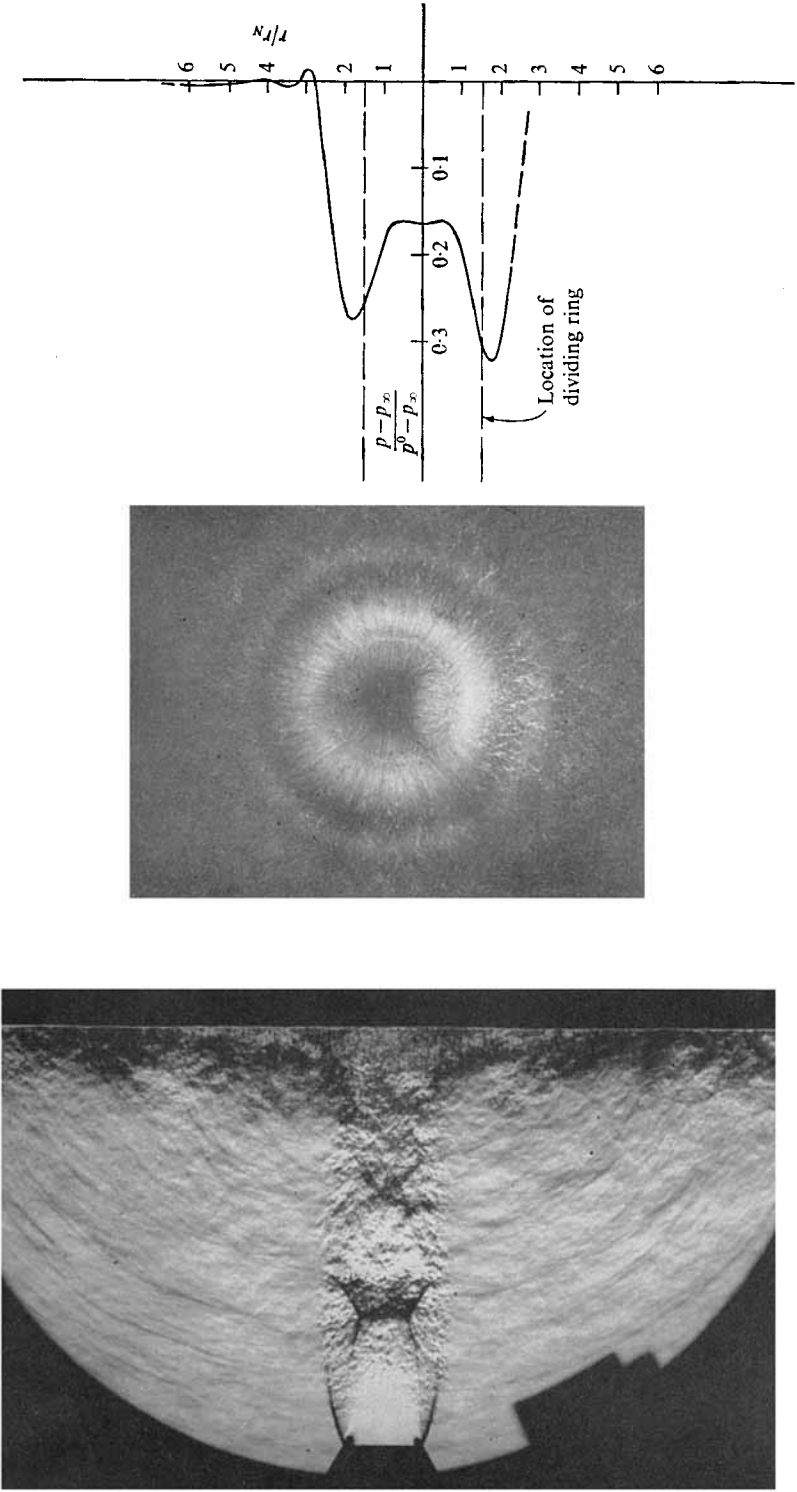 r/r_N
6 5 4 2 1 1 2 3 4 5 6
0·1
0·2
0·3
p − p_∞
p⁰ − p_∞
Location of
dividing ring